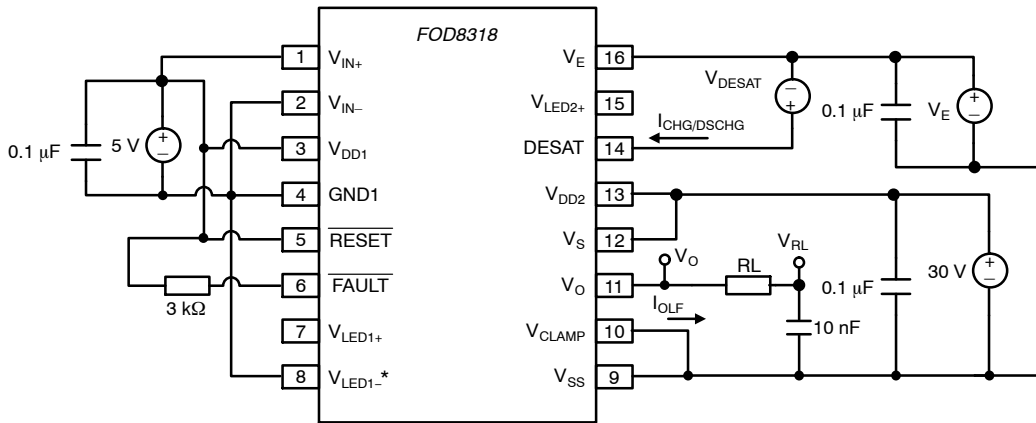 FOD8318
1 V_IN+
2 V_IN−
3 V_DD1
4 GND1
5 RESET
6 FAULT
7 V_LED1+
8 V_LED1−*
V_E 16
V_LED2+ 15
DESAT 14
V_DD2 13
V_S 12
V_O 11
V_CLAMP 10
V_SS 9
0.1 µF
5 V
+
−
3 kΩ
V_DESAT
−
+
I_CHG/DSCHG
0.1 µF
V_E
+
−
V_O
RL
V_RL
I_OLF
10 nF
0.1 µF
30 V
+
−